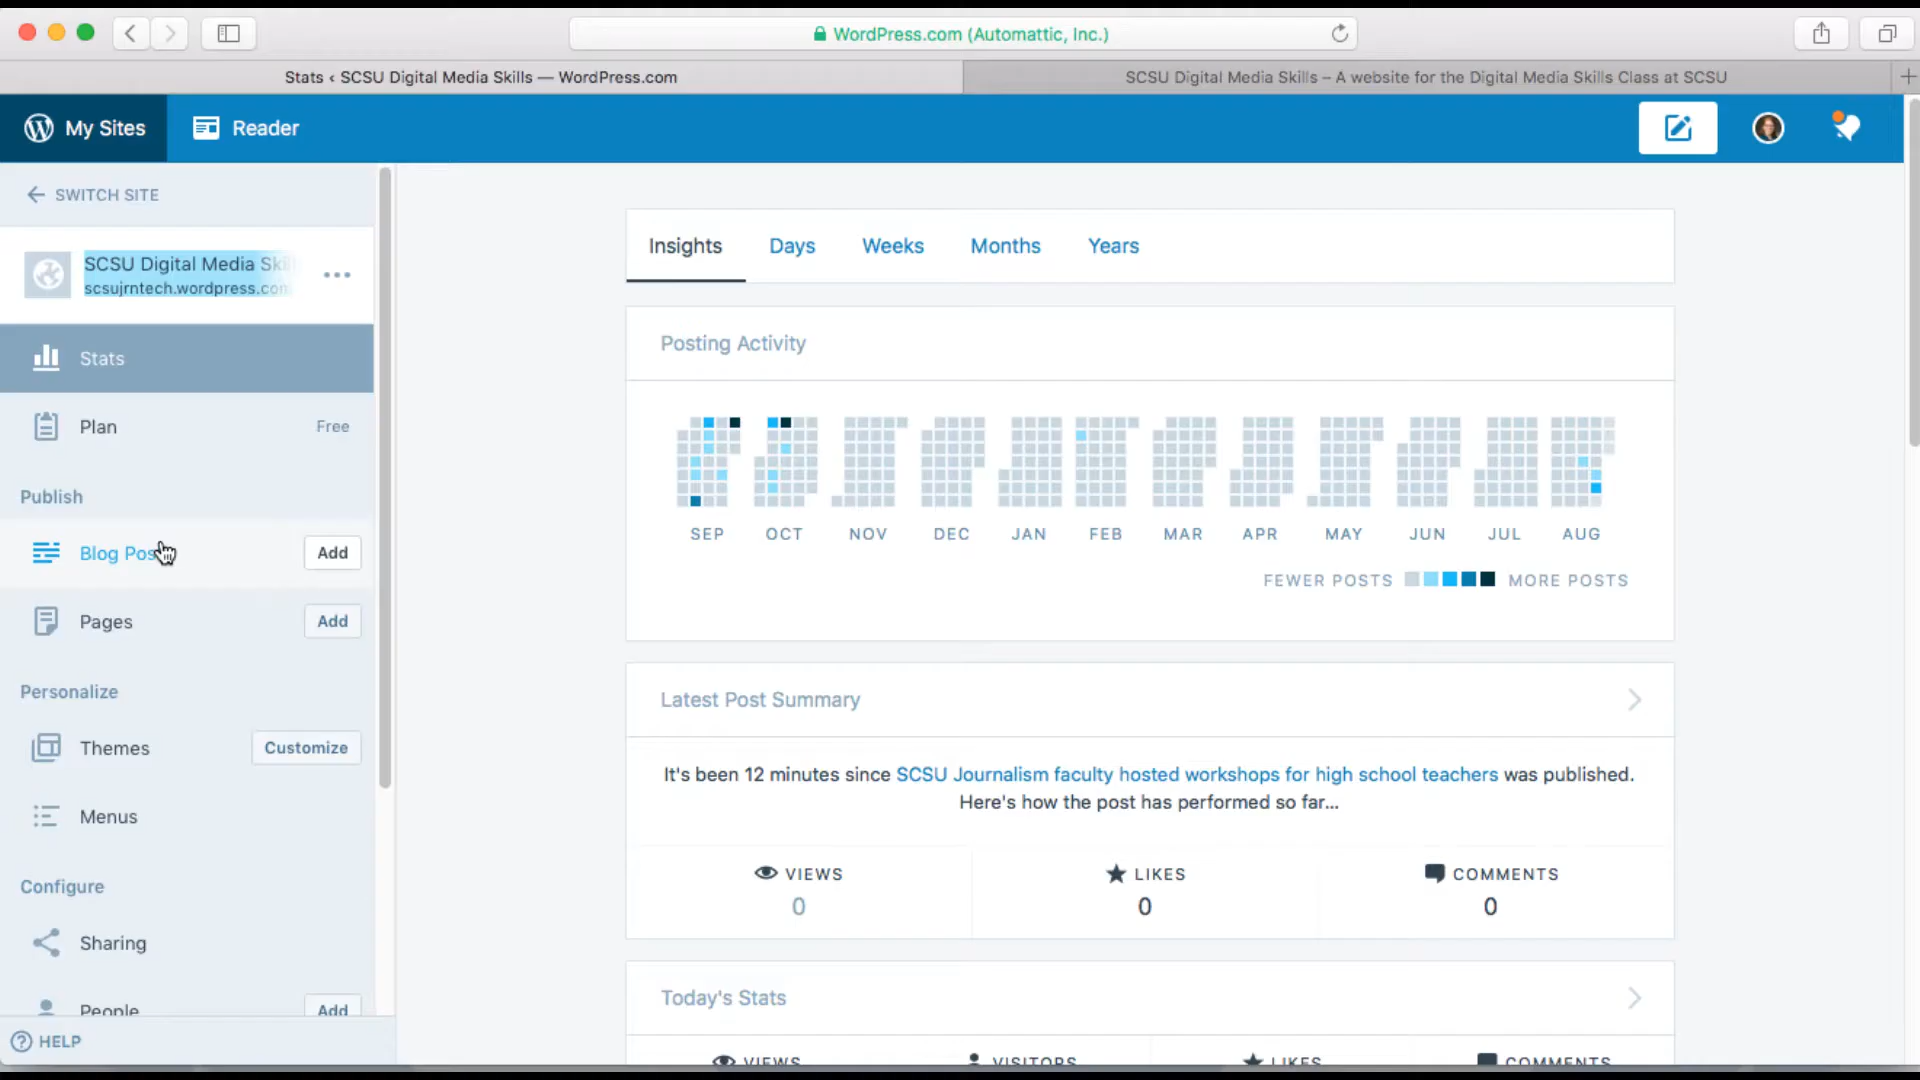 WordPress.com (Automattic, Inc.)
Stats ‹ SCSU Digital Media Skills — WordPress.com
SCSU Digital Media Skills – A website for the Digital Media Skills Class at SCSU
My Sites
Reader
SWITCH SITE
SCSU Digital Media Skil
scsujrntech.wordpress.com
Stats
Plan
Free
Publish
Blog Pos
Add
Pages
Add
Personalize
Themes
Customize
Menus
Configure
Sharing
People
Add
HELP
Insights
Days
Weeks
Months
Years
Posting Activity
SEP
OCT
NOV
DEC
JAN
FEB
MAR
APR
MAY
JUN
JUL
AUG
FEWER POSTS
MORE POSTS
Latest Post Summary
It's been 12 minutes since SCSU Journalism faculty hosted workshops for high school teachers was published.
Here's how the post has performed so far...
VIEWS
0
LIKES
0
COMMENTS
0
Today's Stats
VIEWS
VISITORS
LIKES
COMMENTS